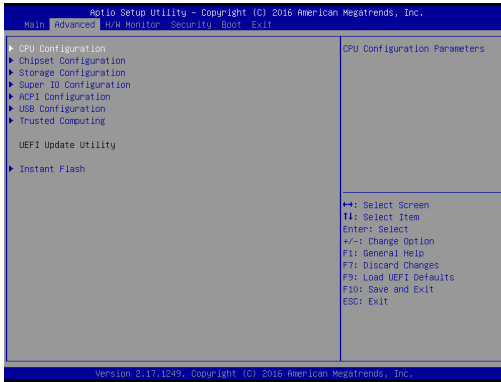 Aptio Setup Utility – Copyright (C) 2016 American Megatrends, Inc.
Main Advanced H/W Monitor Security Boot Exit
▶ CPU Configuration
▶ Chipset Configuration
▶ Storage Configuration
▶ Super IO Configuration
▶ ACPI Configuration
▶ USB Configuration
▶ Trusted Computing
UEFI Update Utility
▶ Instant Flash
CPU Configuration Parameters
↔: Select Screen
↑↓: Select Item
Enter: Select
+/-: Change Option
F1: General Help
F7: Discard Changes
F9: Load UEFI Defaults
F10: Save and Exit
ESC: Exit
Version 2.17.1249. Copyright (C) 2016 American Megatrends, Inc.